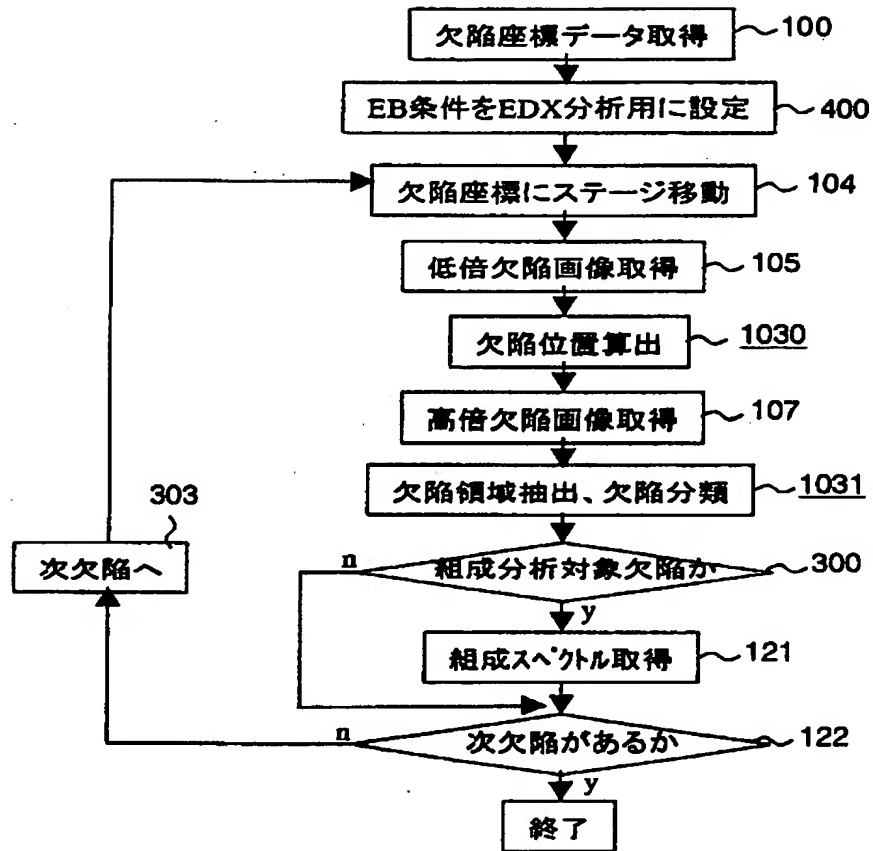 欠陥座標データ取得
100
EB条件をEDX分析用に設定
400
欠陥座標にステージ移動
104
低倍欠陥画像取得
105
欠陥位置算出
1030
高倍欠陥画像取得
107
欠陥領域抽出、欠陥分類
1031
303
次欠陥へ
n
組成分析対象欠陥か
300
y
組成スペクトル取得
121
n
次欠陥があるか
122
y
終了